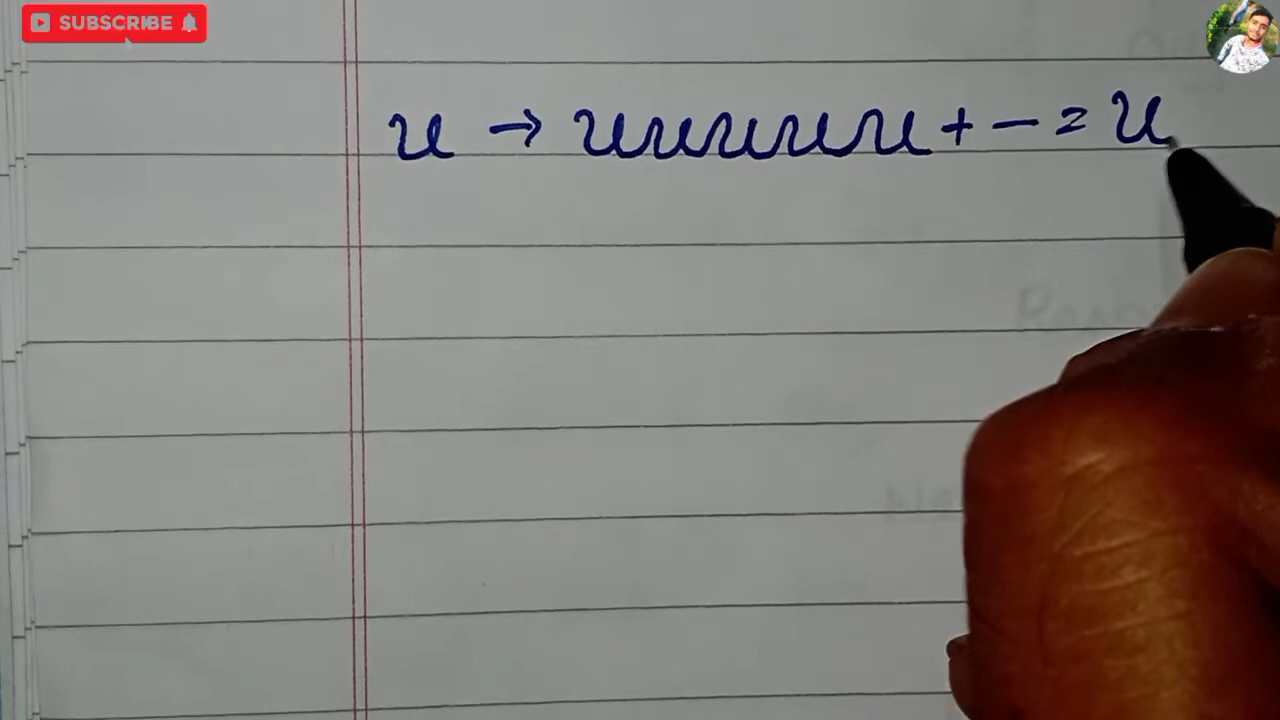 SUBSCRIBE
u → uuuuu + - = u